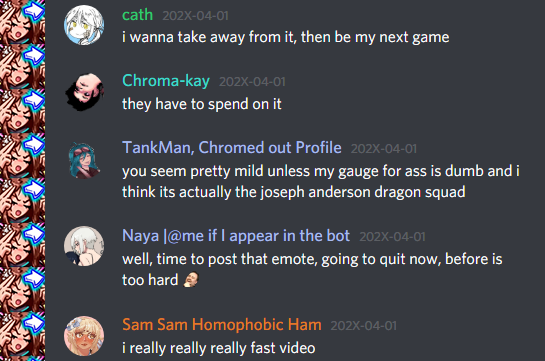 cath 202X-04-01
i wanna take away from it, then be my next game
Chroma-kay 202X-04-01
they have to spend on it
TankMan, Chromed out Profile 202X-04-01
you seem pretty mild unless my gauge for ass is dumb and i
think its actually the joseph anderson dragon squad
Naya |@me if I appear in the bot 202X-04-01
well, time to post that emote, going to quit now, before is
too hard
Sam Sam Homophobic Ham 202X-04-01
i really really really fast video